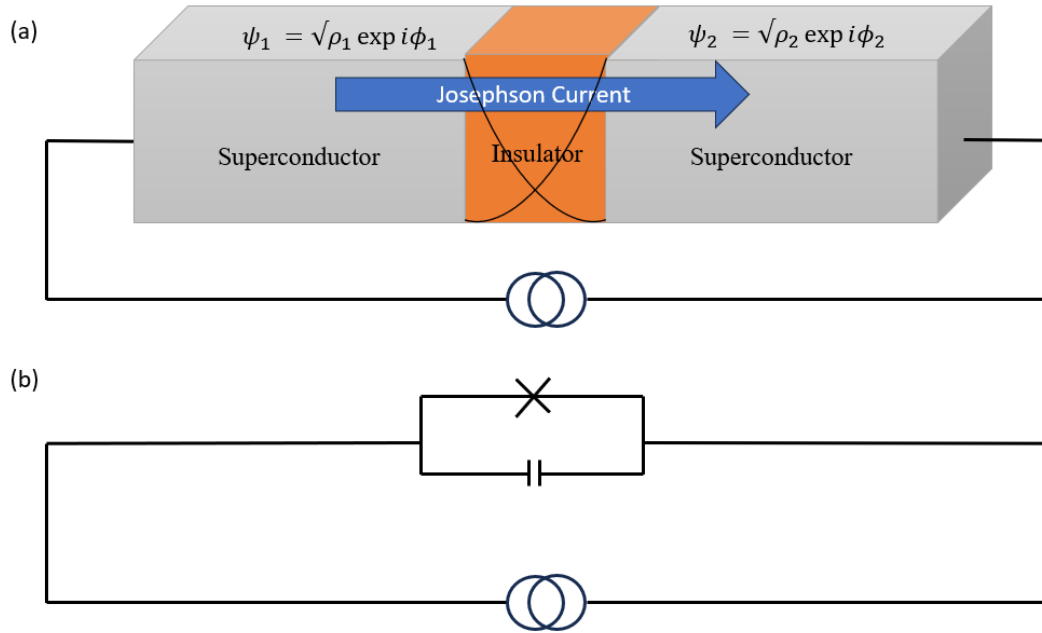 (a)
ψ₁ = √ρ₁ exp iϕ₁
ψ₂ = √ρ₂ exp iϕ₂
Josephson Current
Superconductor
Insulator
Superconductor
(b)